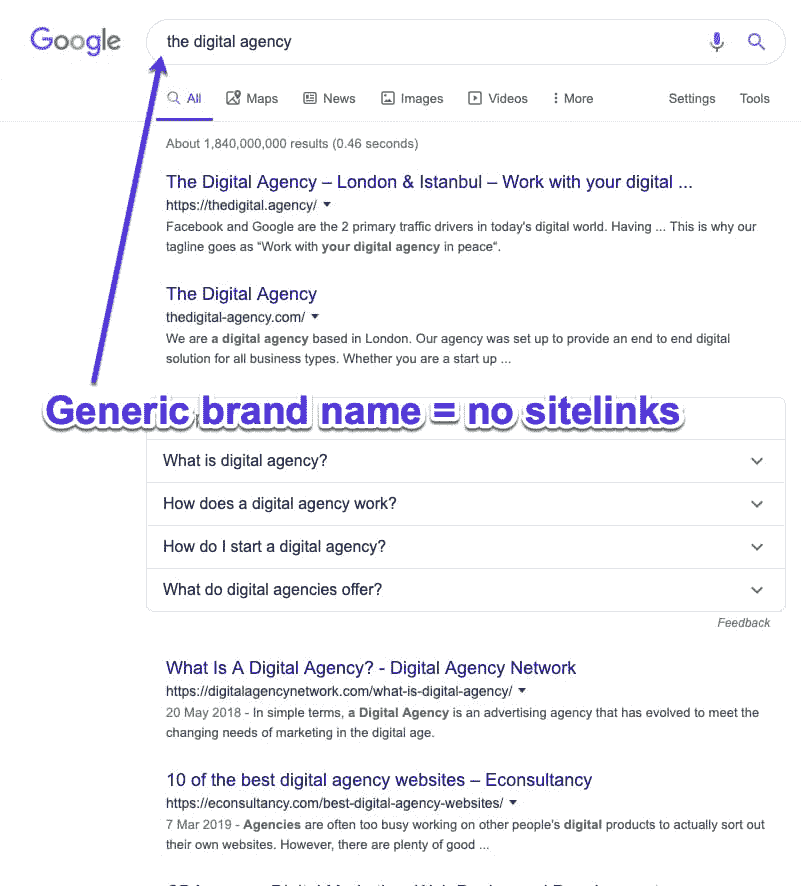 Google
the digital agency
All Maps News Images Videos More Settings Tools
About 1,840,000,000 results (0.46 seconds)
The Digital Agency – London & Istanbul – Work with your digital ...
https://thedigital.agency/
Facebook and Google are the 2 primary traffic drivers in today's digital world. Having ... This is why our
tagline goes as “Work with your digital agency in peace“.
The Digital Agency
thedigital-agency.com/
We are a digital agency based in London. Our agency was set up to provide an end to end digital
solution for all business types. Whether you are a start up ...
Generic brand name = no sitelinks
What is digital agency?
How does a digital agency work?
How do I start a digital agency?
What do digital agencies offer?
Feedback
What Is A Digital Agency? - Digital Agency Network
https://digitalagencynetwork.com/what-is-digital-agency/
20 May 2018 - In simple terms, a Digital Agency is an advertising agency that has evolved to meet the
changing needs of marketing in the digital age.
10 of the best digital agency websites – Econsultancy
https://econsultancy.com/best-digital-agency-websites/
7 Mar 2019 - Agencies are often too busy working on other people's digital products to actually sort out
their own websites. However, there are plenty of good ...